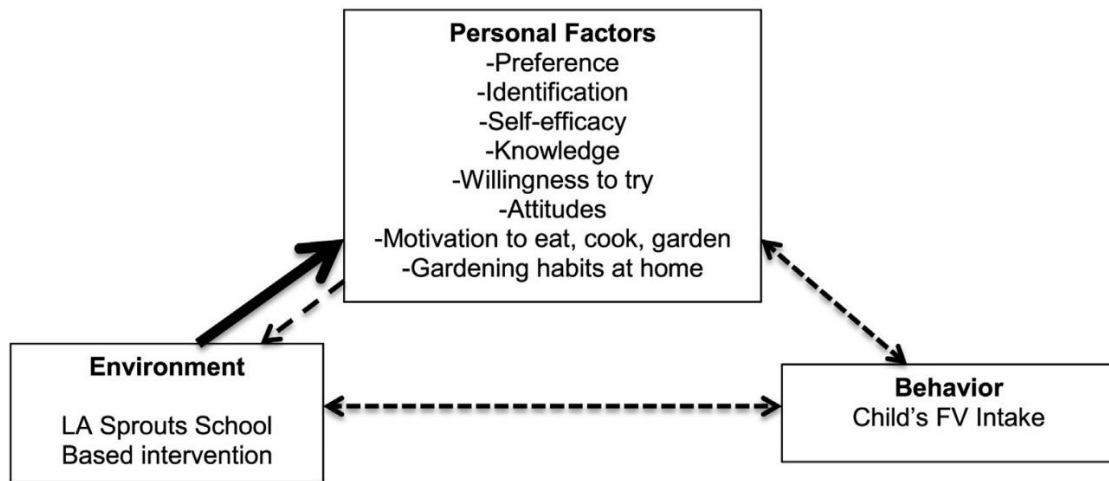 Personal Factors
-Preference
-Identification
-Self-efficacy
-Knowledge
-Willingness to try
-Attitudes
-Motivation to eat, cook, garden
-Gardening habits at home
Environment
LA Sprouts School
Based intervention
Behavior
Child’s FV Intake